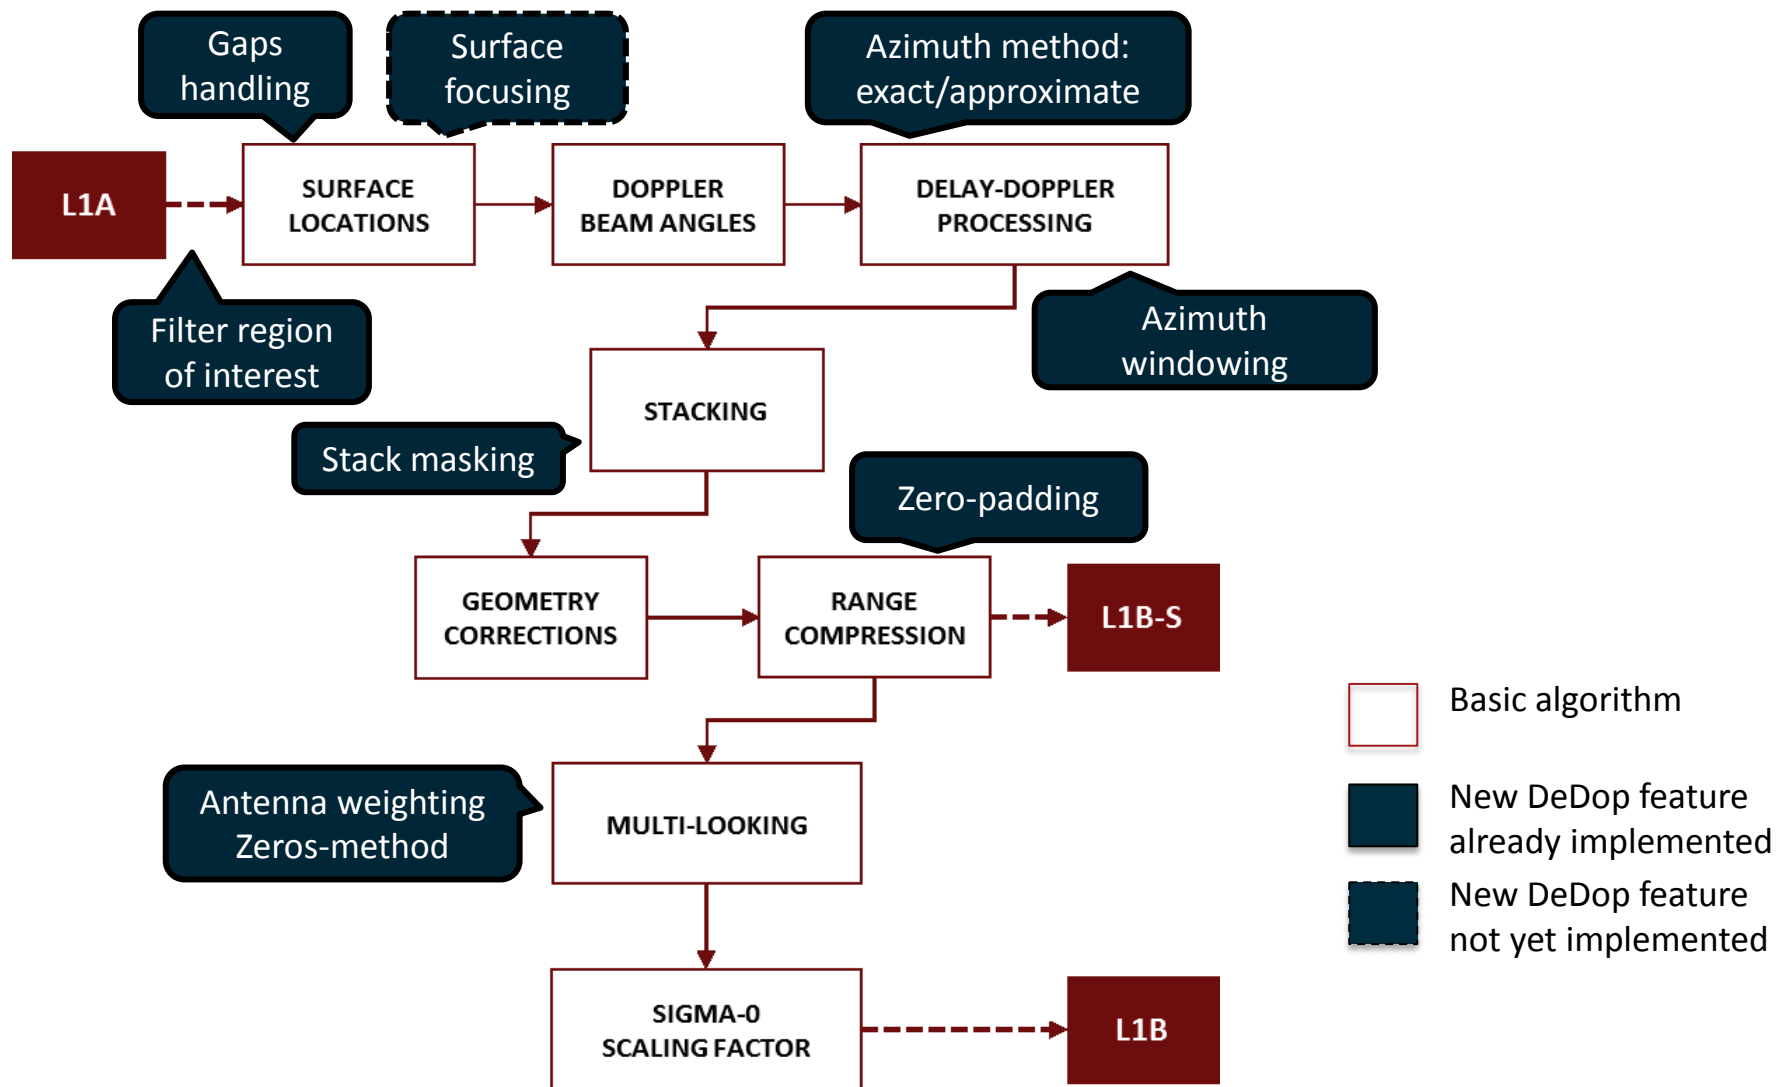 Gaps
handling
Surface
focusing
Azimuth method:
exact/approximate
L1A
SURFACE
LOCATIONS
DOPPLER
BEAM ANGLES
DELAY-DOPPLER
PROCESSING
Filter region
of interest
Azimuth
windowing
STACKING
Stack masking
Zero-padding
GEOMETRY
CORRECTIONS
RANGE
COMPRESSION
L1B-S
Basic algorithm
Antenna weighting
Zeros-method
MULTI-LOOKING
New DeDop feature
already implemented
New DeDop feature
not yet implemented
SIGMA-0
SCALING FACTOR
L1B